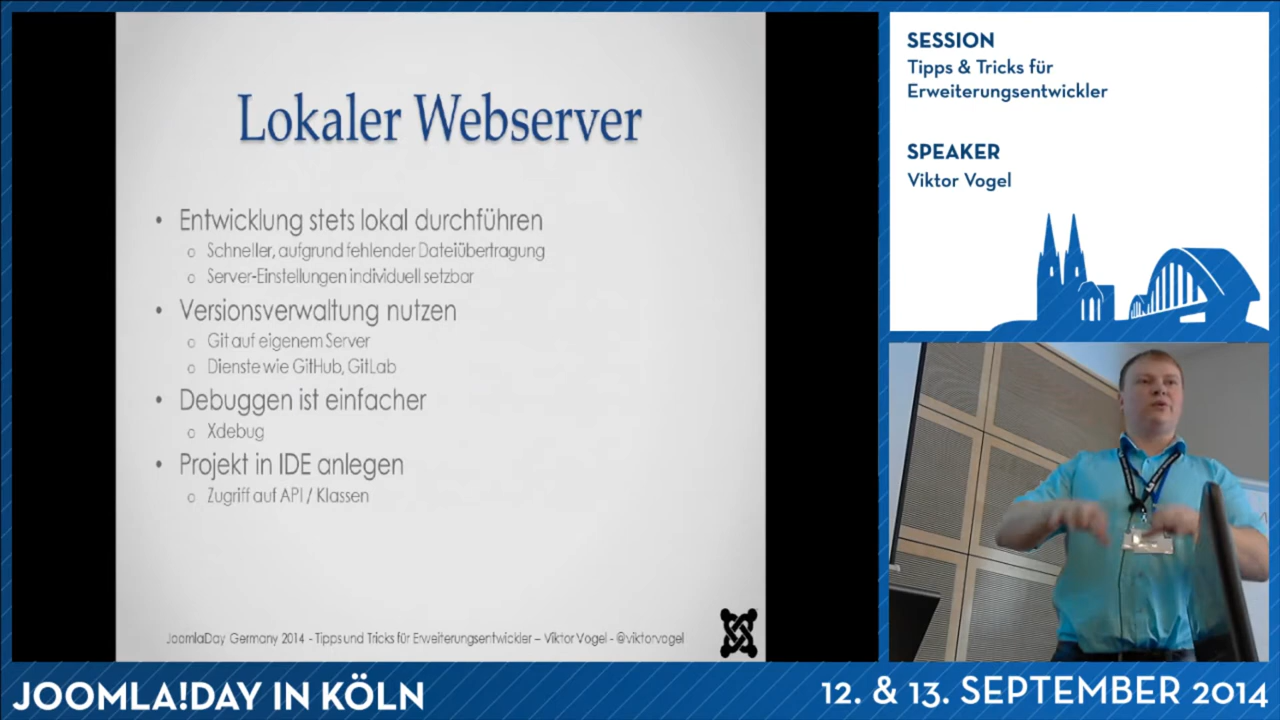 Lokaler Webserver
• Entwicklung stets lokal durchführen
o Schneller, aufgrund fehlender Dateiübertragung
o Server-Einstellungen individuell setzbar
• Versionsverwaltung nutzen
o Git auf eigenem Server
o Dienste wie GitHub, GitLab
• Debuggen ist einfacher
o Xdebug
• Projekt in IDE anlegen
o Zugriff auf API / Klassen
JoomlaDay Germany 2014 - Tipps und Tricks für Erweiterungsentwickler – Viktor Vogel - @viktorvogel
SESSION
Tipps & Tricks für
Erweiterungsentwickler
SPEAKER
Viktor Vogel
JOOMLA!DAY IN KÖLN
12. & 13. SEPTEMBER 2014